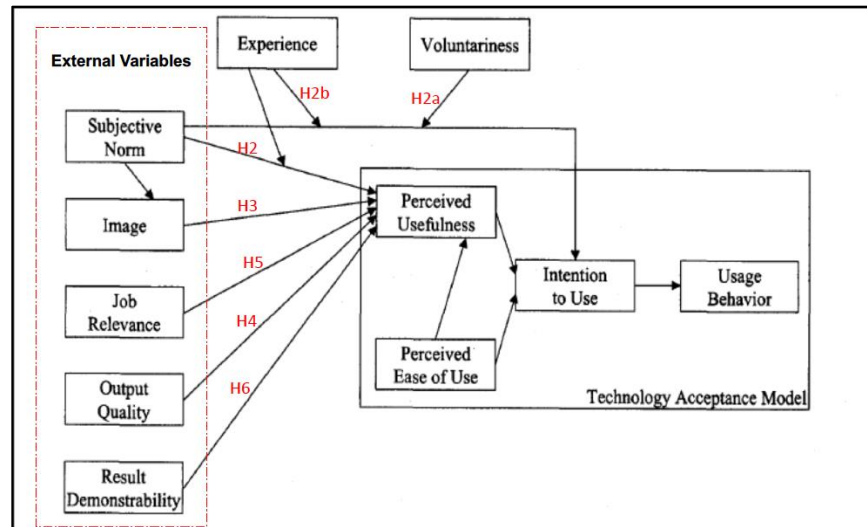 External Variables
Experience
Voluntariness
H2b
H2a
Subjective
Norm
H2
Image
H3
Perceived
Usefulness
H5
Job
Relevance
Intention
to Use
Usage
Behavior
H4
Perceived
Ease of Use
Output
Quality
H6
Technology Acceptance Model
Result
Demonstrability